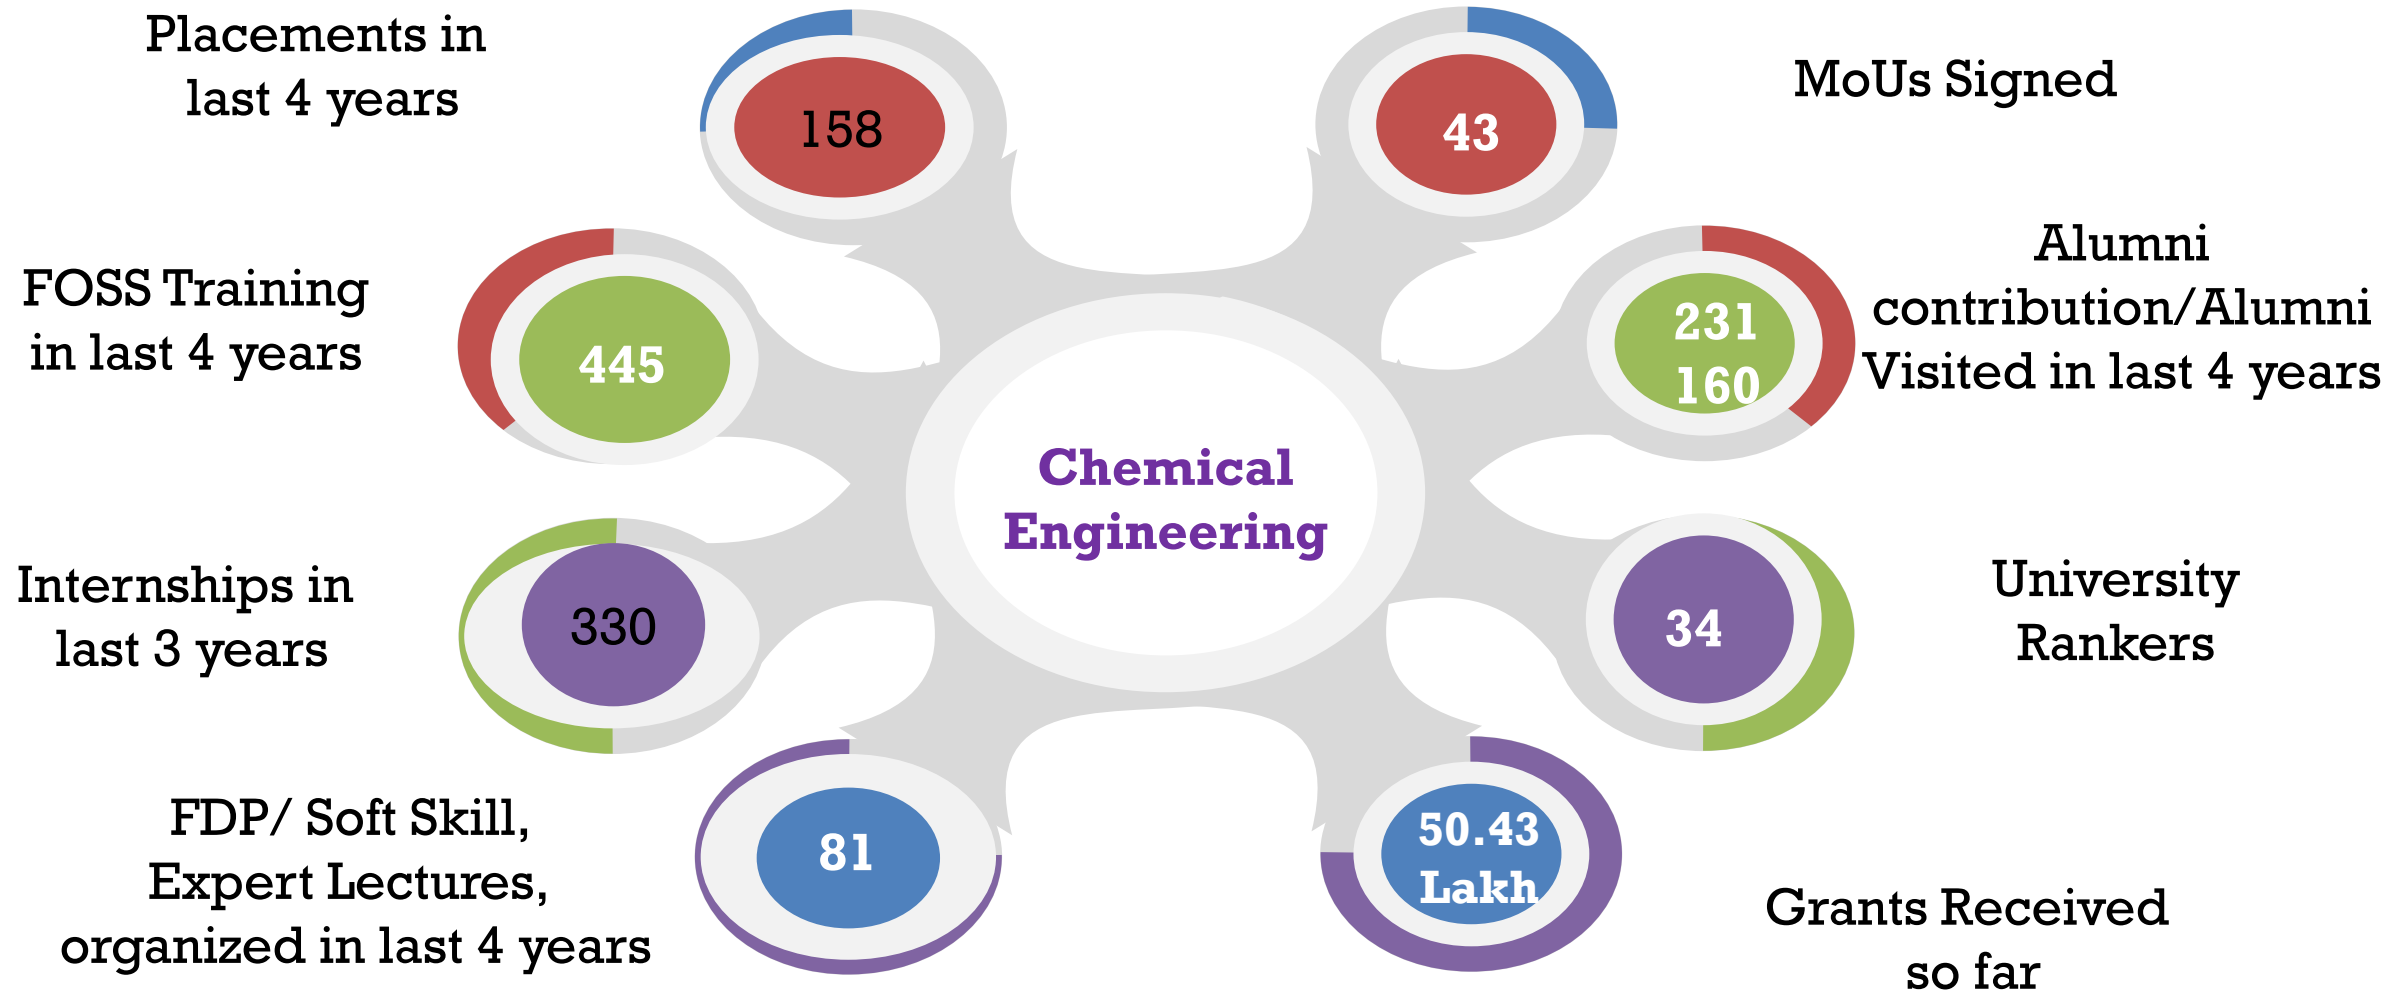 Placements in
last 4 years
158
43
MoUs Signed
FOSS Training
in last 4 years
445
231
160
Alumni
contribution/Alumni
Visited in last 4 years
Chemical
Engineering
Internships in
last 3 years
330
34
University
Rankers
FDP/ Soft Skill,
Expert Lectures,
organized in last 4 years
81
50.43
Lakh
Grants Received
so far